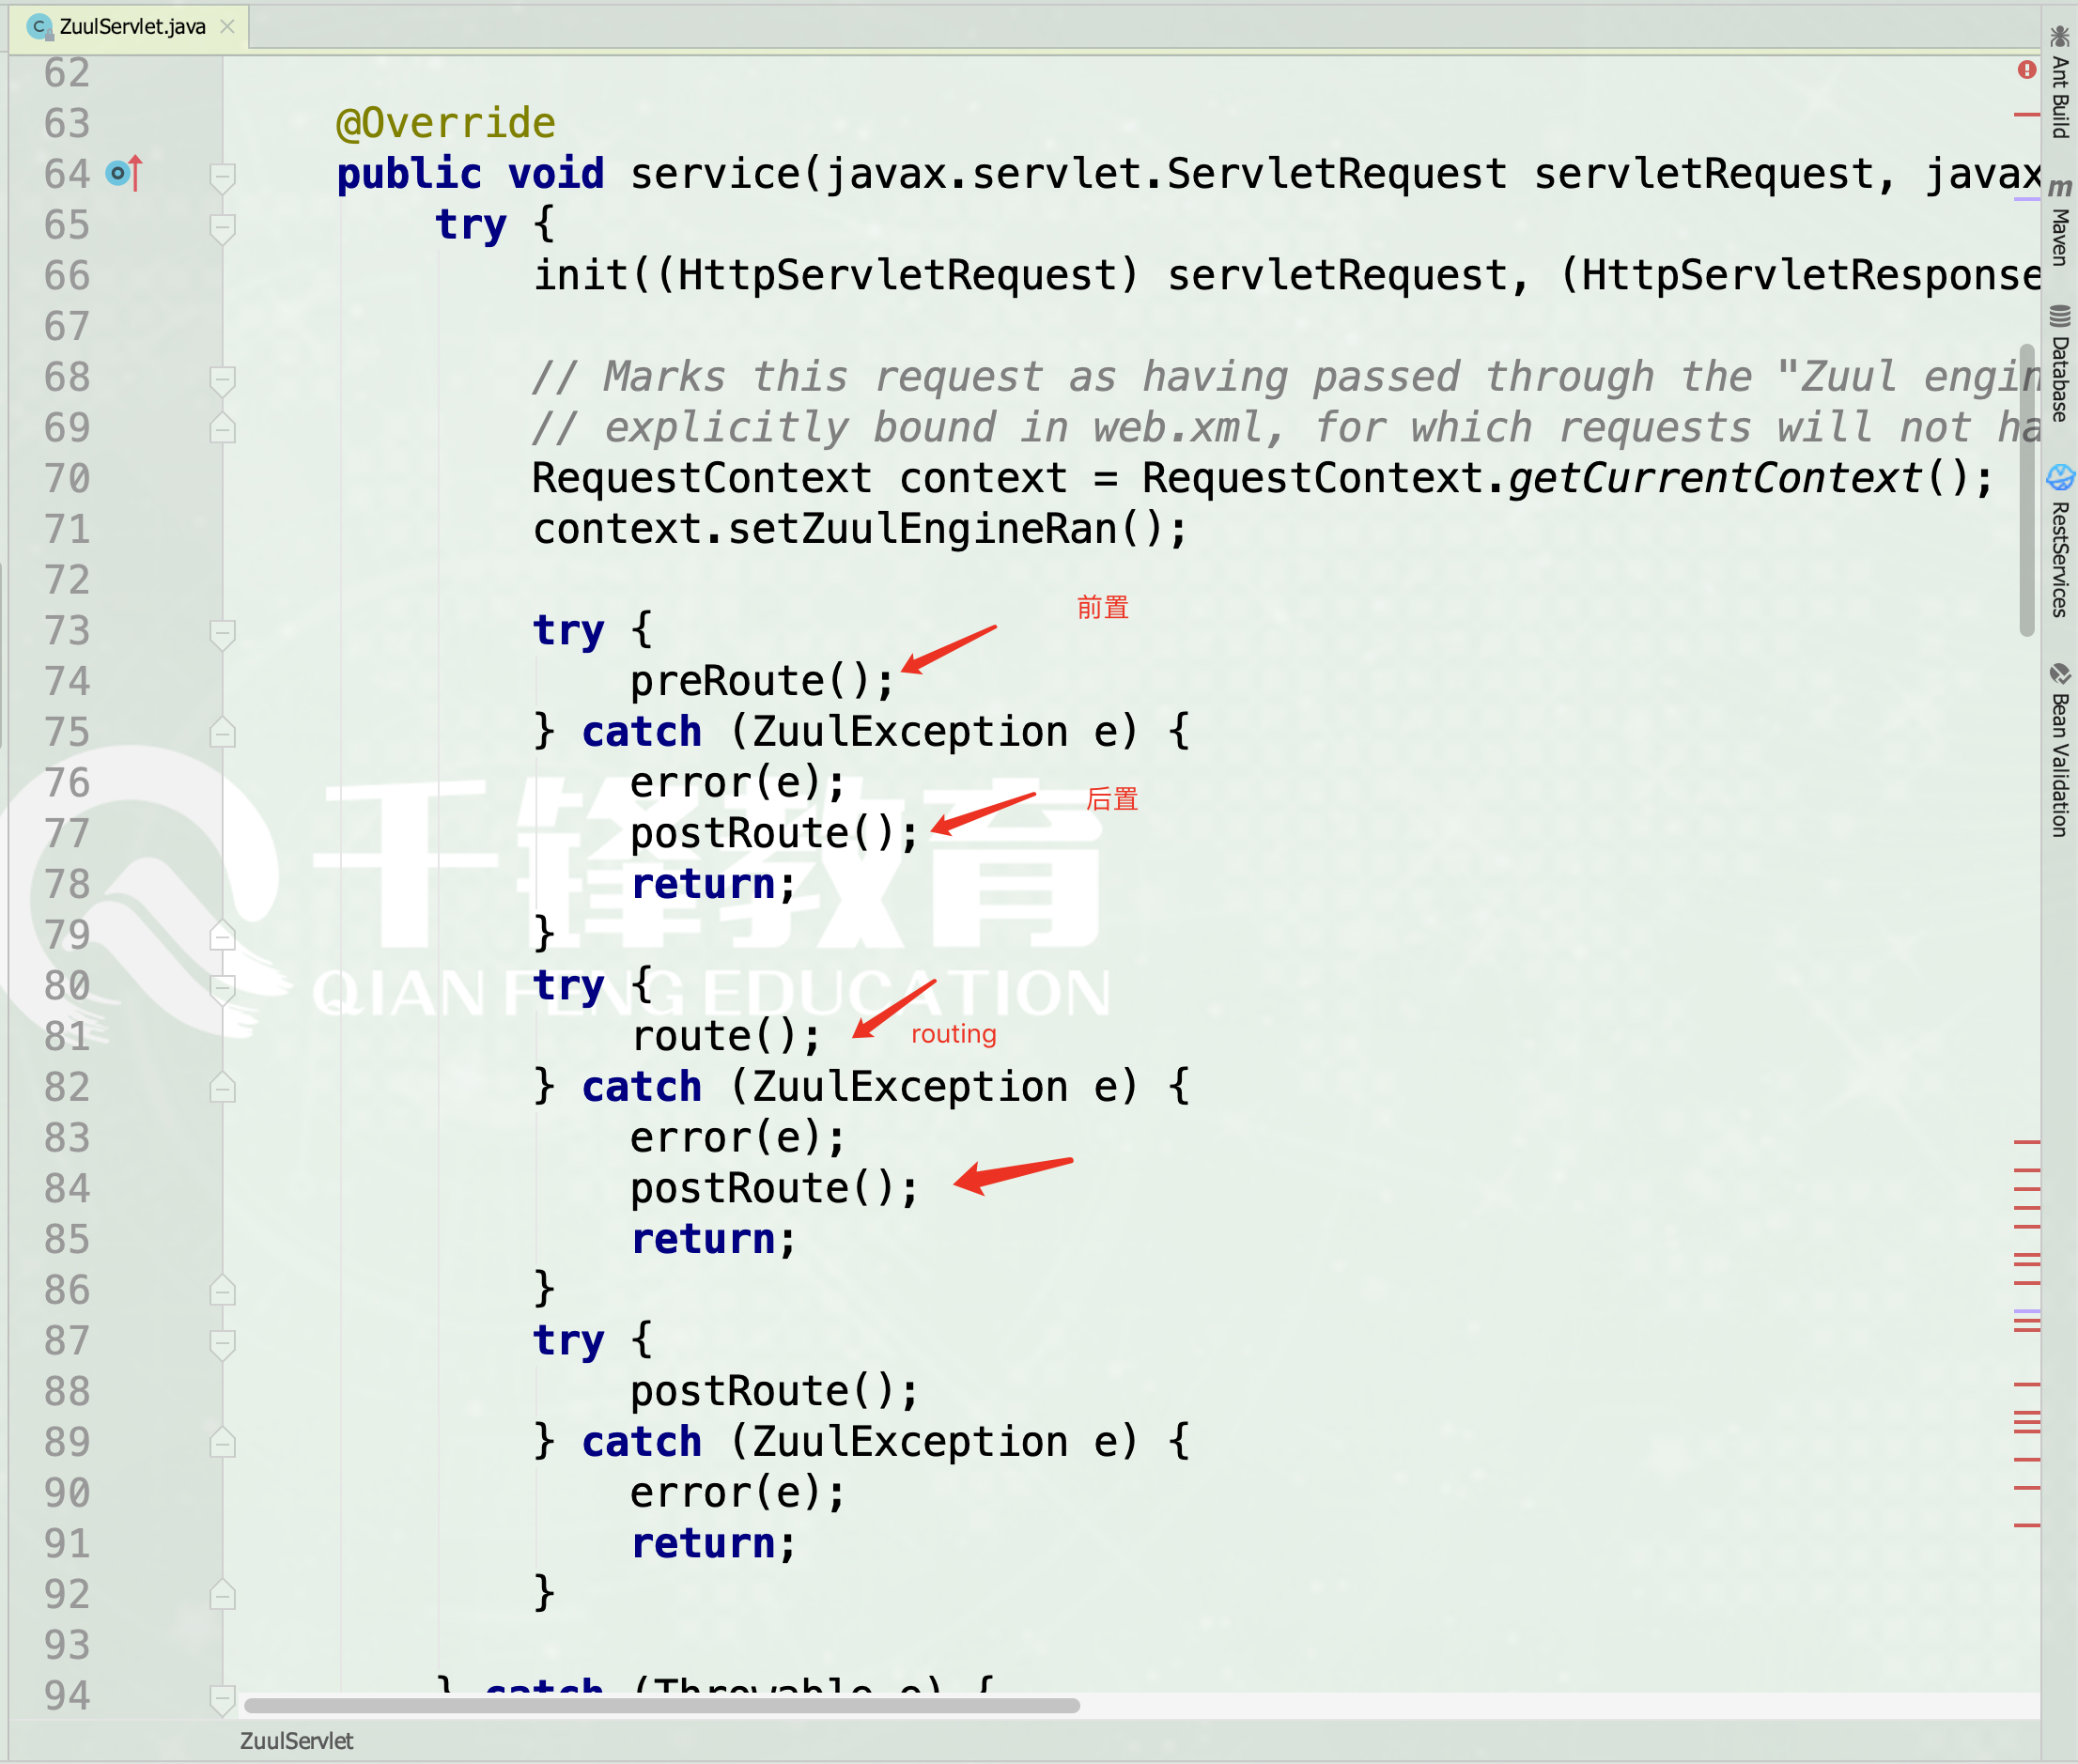 ZuulServlet.java
62
63 @Override
64 public void service(javax.servlet.ServletRequest servletRequest, javax
65 try {
66 init((HttpServletRequest) servletRequest, (HttpServletResponse
67
68 // Marks this request as having passed through the "Zuul engin
69 // explicitly bound in web.xml, for which requests will not ha
70 RequestContext context = RequestContext.getCurrentContext();
71 context.setZuulEngineRan();
72
73 try {
前置
74 preRoute();
75 } catch (ZuulException e) {
76 error(e);
后置
77 postRoute();
78 return;
79 }
80 try {
81 route();
routing
82 } catch (ZuulException e) {
83 error(e);
84 postRoute();
85 return;
86 }
87 try {
88 postRoute();
89 } catch (ZuulException e) {
90 error(e);
91 return;
92 }
93
94 } catch (Throwable e) {
千锋教育
QIAN FENG EDUCATION
ZuulServlet
Ant Build
m Maven
Database
RestServices
Bean Validation